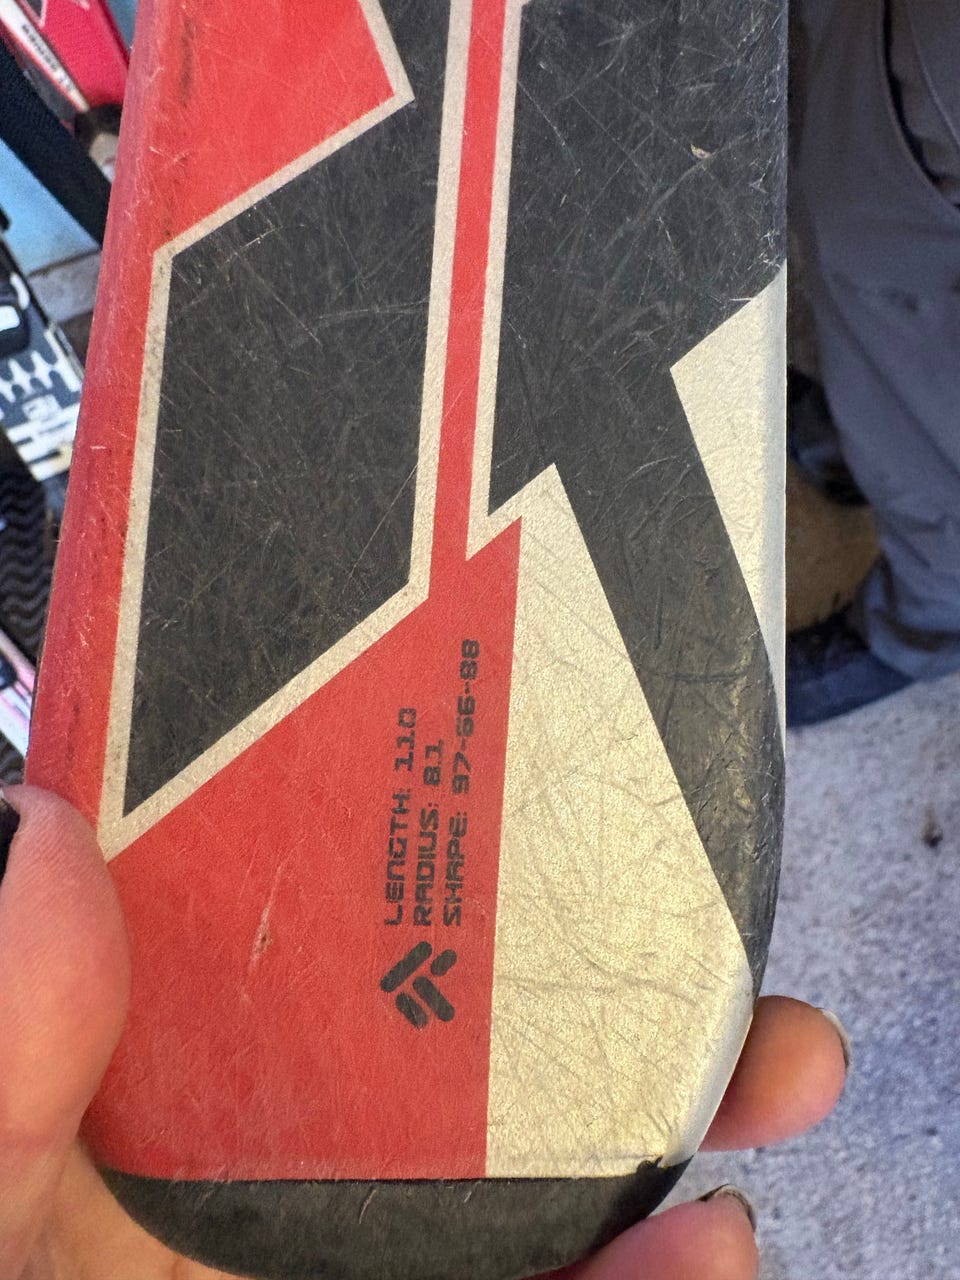 LENGTH: 110
RADIUS: 8.1
SHAPE: 97-66-88